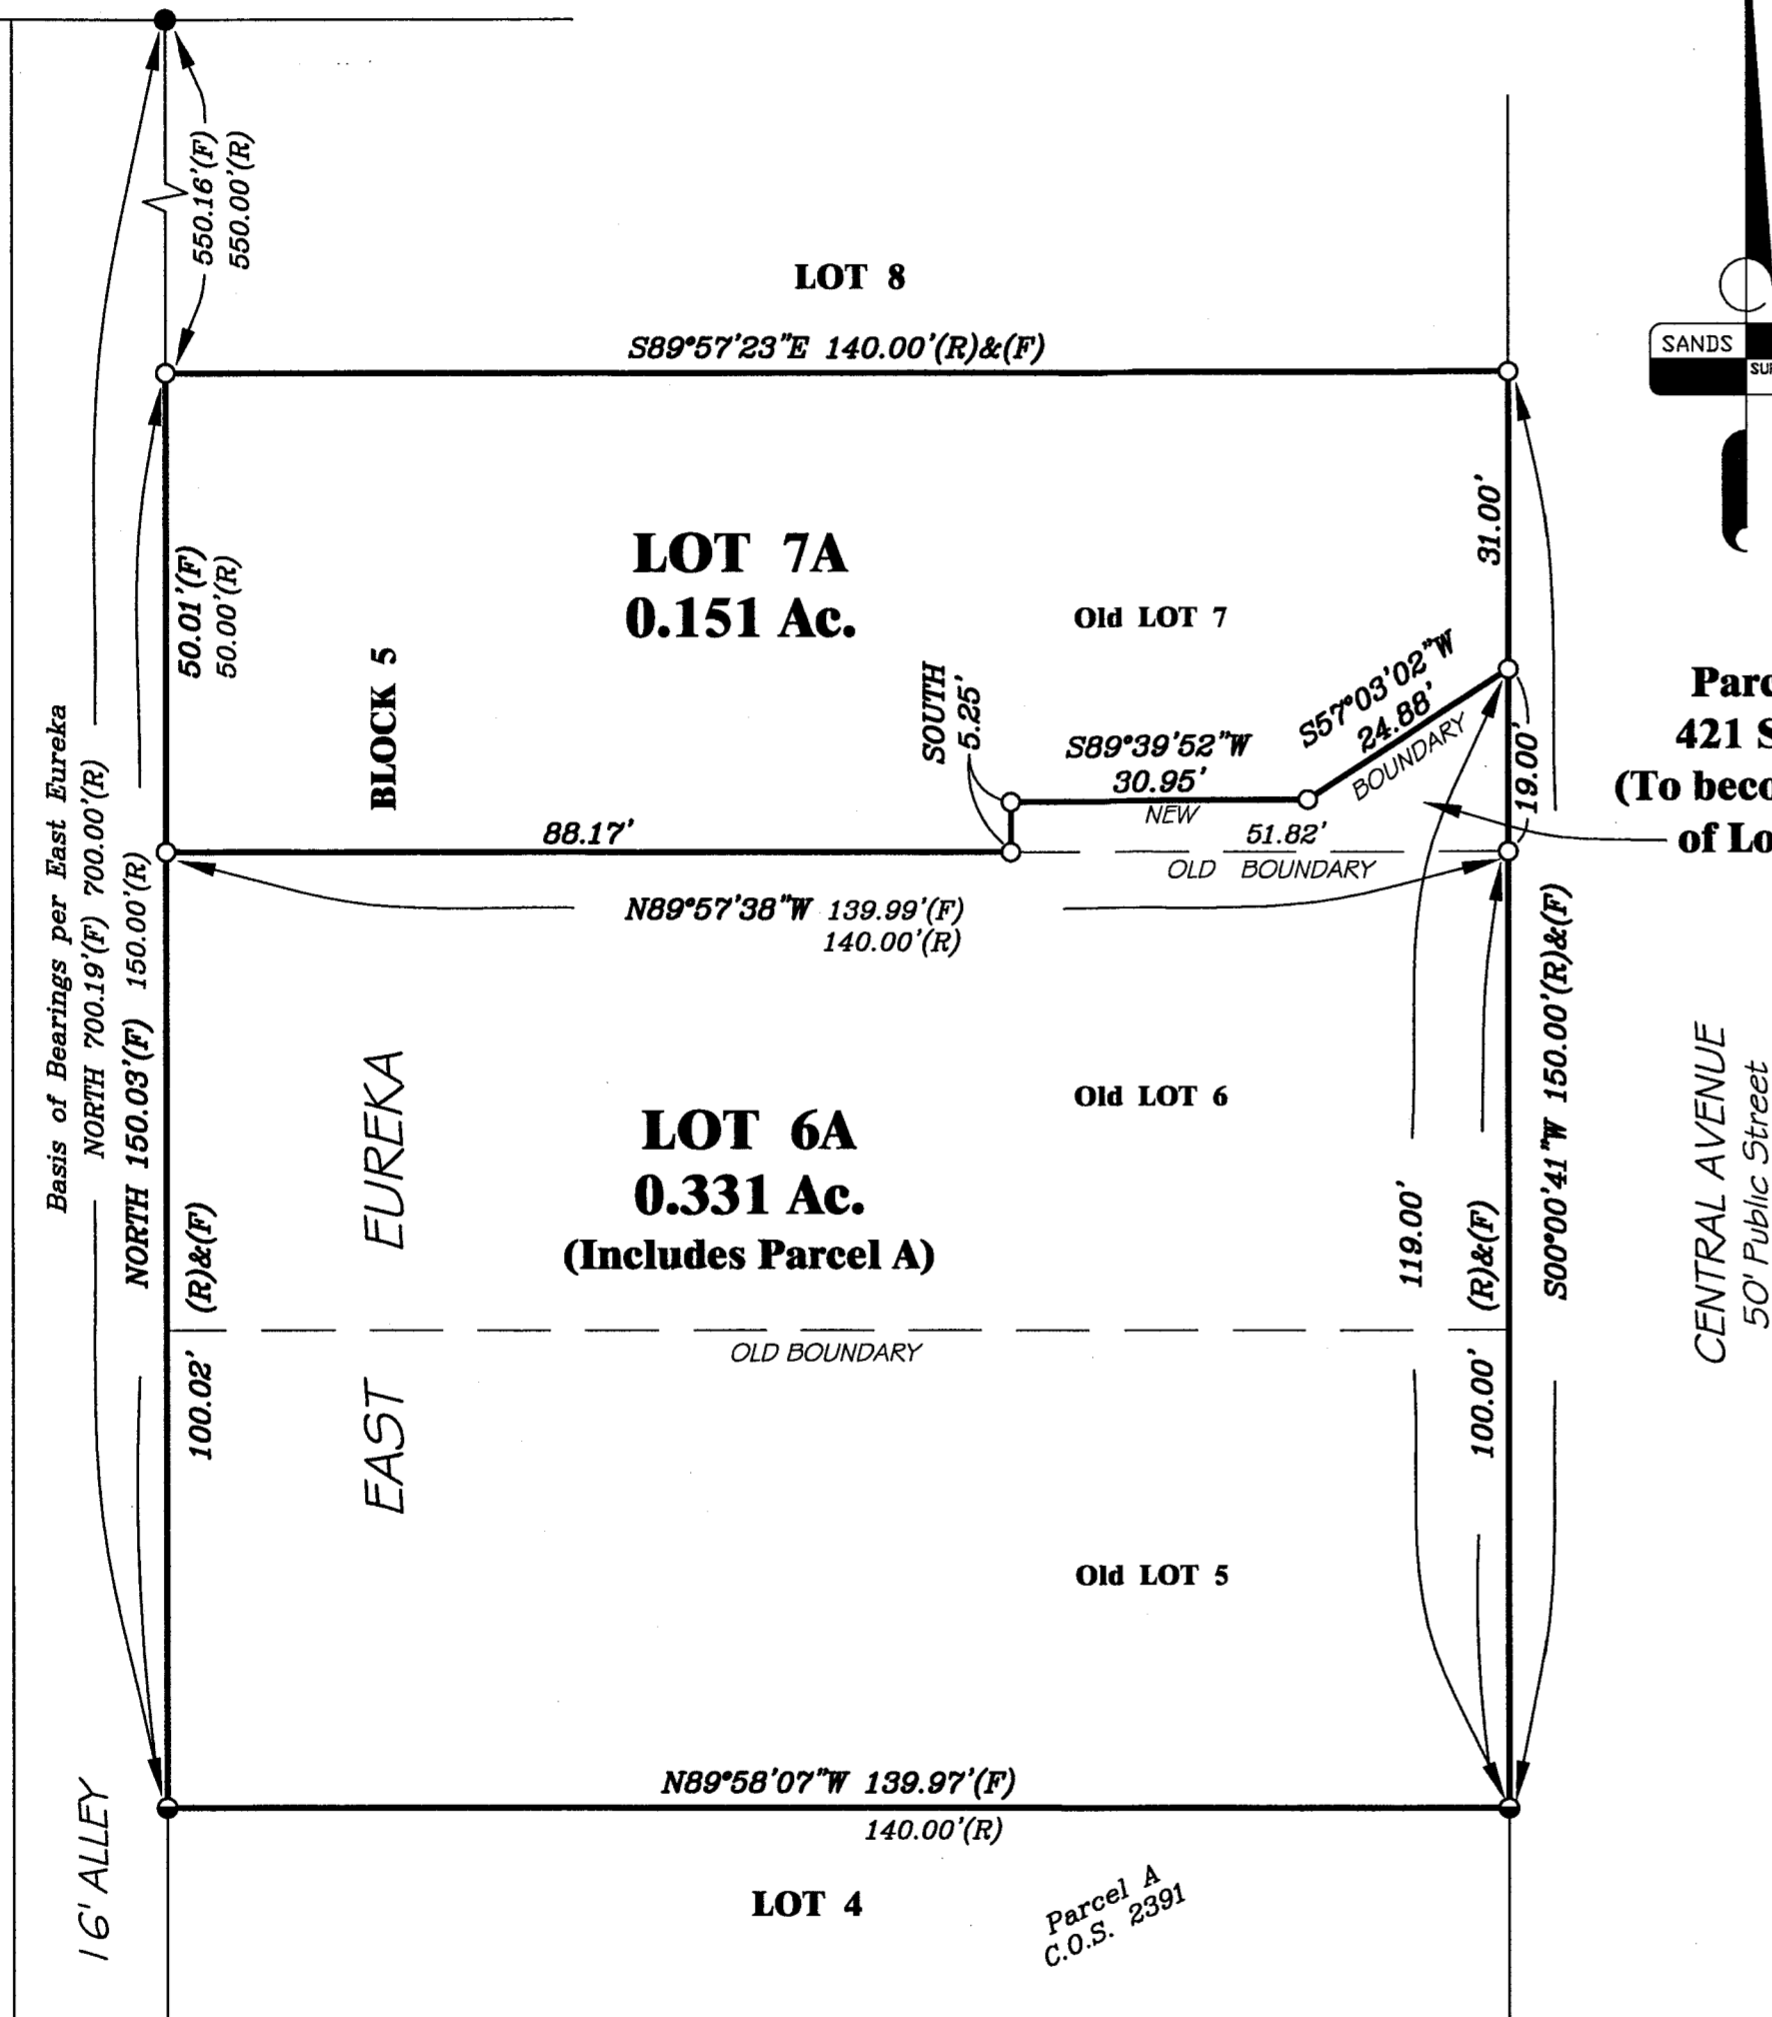 550.16'(F)
550.00'(R)
LOT 8
S89°57'23"E 140.00'(R)&(F)
SANDS
31.00'
LOT 7A
0.151 Ac.
50.01'(F)
50.00'(R)
Old LOT 7
BLOCK 5
SOUTH
5.25'
S57°03'02"W
24.88'
BOUNDARY
S89°39'52"W
30.95'
NEW
19.00'
421 S
(To beco
of Lo
88.17'
51.82'
OLD BOUNDARY
N89°57'38"W 139.99'(F)
140.00'(R)
Basis of Bearings per East Eureka
NORTH 700.19'(F) 700.00'(R)
NORTH 150.03'(F) 150.00'(R)
100.02' (R)&(F)
EAST EUREKA
Old LOT 6
LOT 6A
0.331 Ac.
(Includes Parcel A)
119.00'
100.00' (R)&(F)
S00°00'41"W 150.00'(R)&(F)
CENTRAL AVENUE
50' Public Street
OLD BOUNDARY
Old LOT 5
N89°58'07"W 139.97'(F)
140.00'(R)
16' ALLEY
LOT 4
Parcel A
C.O.S. 2391